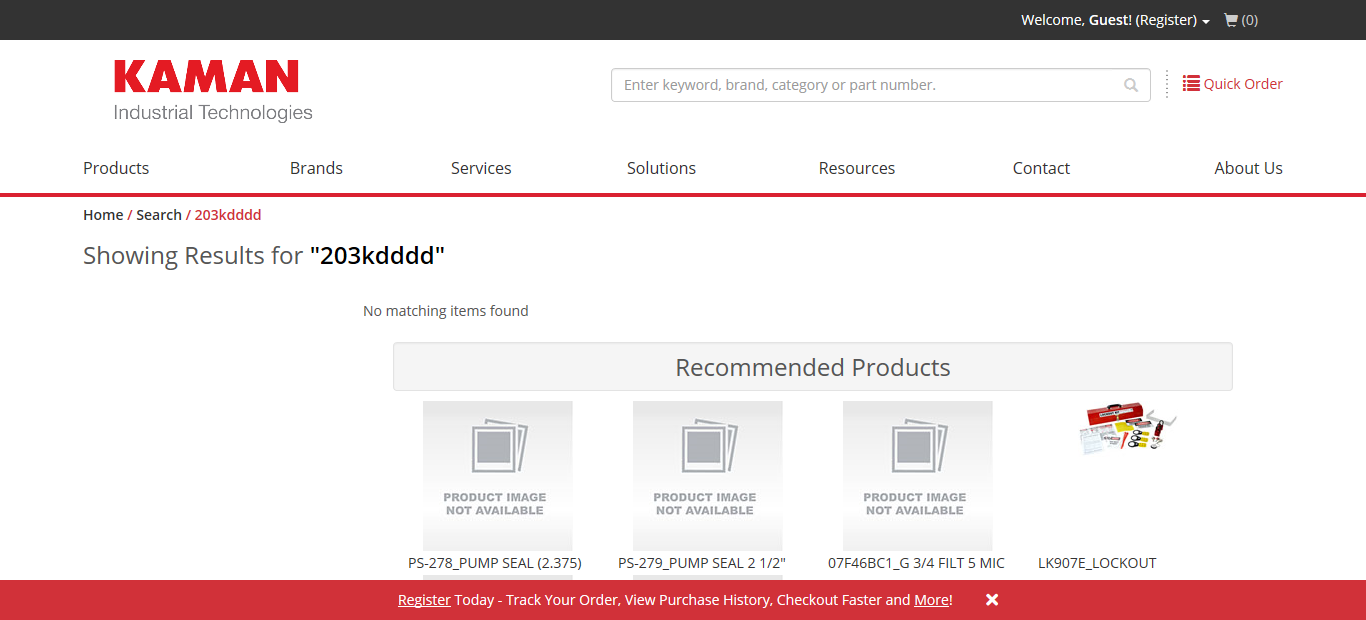 Welcome, Guest! (Register) (0)
KAMAN
Industrial Technologies
Enter keyword, brand, category or part number.
Quick Order
Products Brands Services Solutions Resources Contact About Us
Home / Search / 203kdddd
Showing Results for "203kdddd"
No matching items found
Recommended Products
PRODUCT IMAGE NOT AVAILABLE
PRODUCT IMAGE NOT AVAILABLE
PRODUCT IMAGE NOT AVAILABLE
PS-278_PUMP SEAL (2.375) PS-279_PUMP SEAL 2 1/2" 07F46BC1_G 3/4 FILT 5 MIC LK907E_LOCKOUT
Register Today - Track Your Order, View Purchase History, Checkout Faster and More!